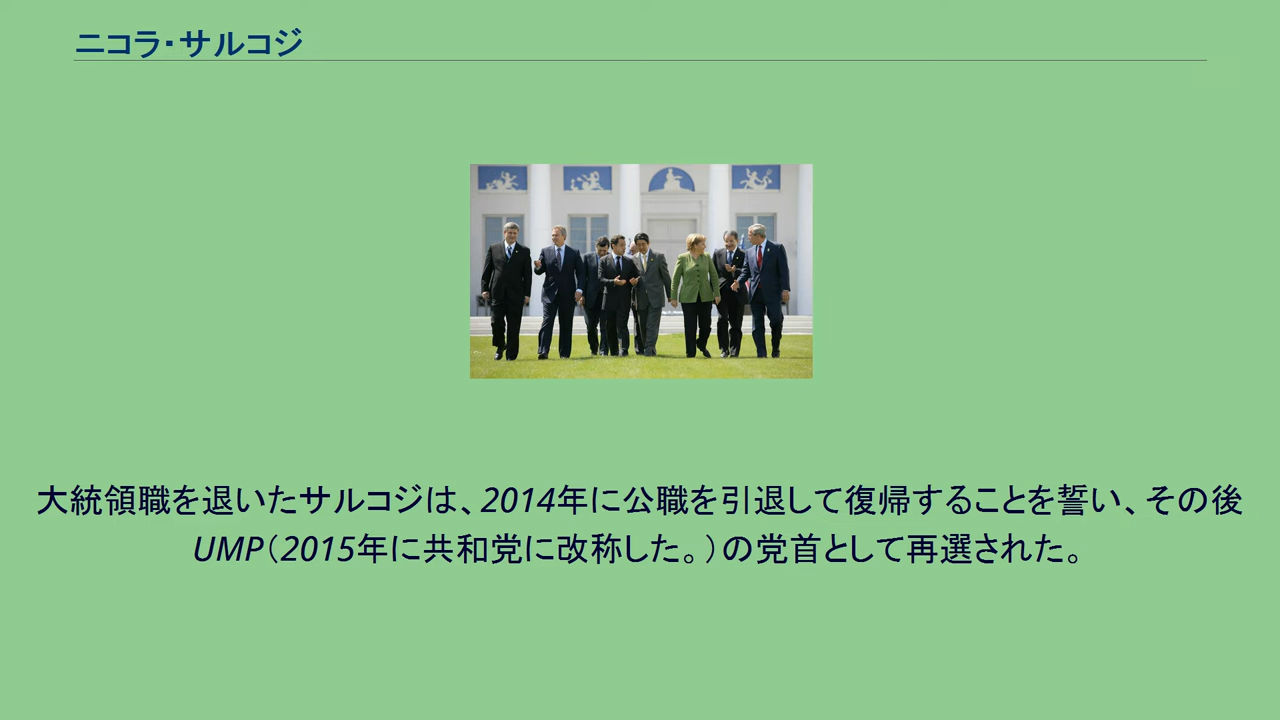 ニコラ・サルコジ
大統領職を退いたサルコジは、2014年に公職を引退して復帰することを誓い、その後
UMP(2015年に共和党に改称した。)の党首として再選された。